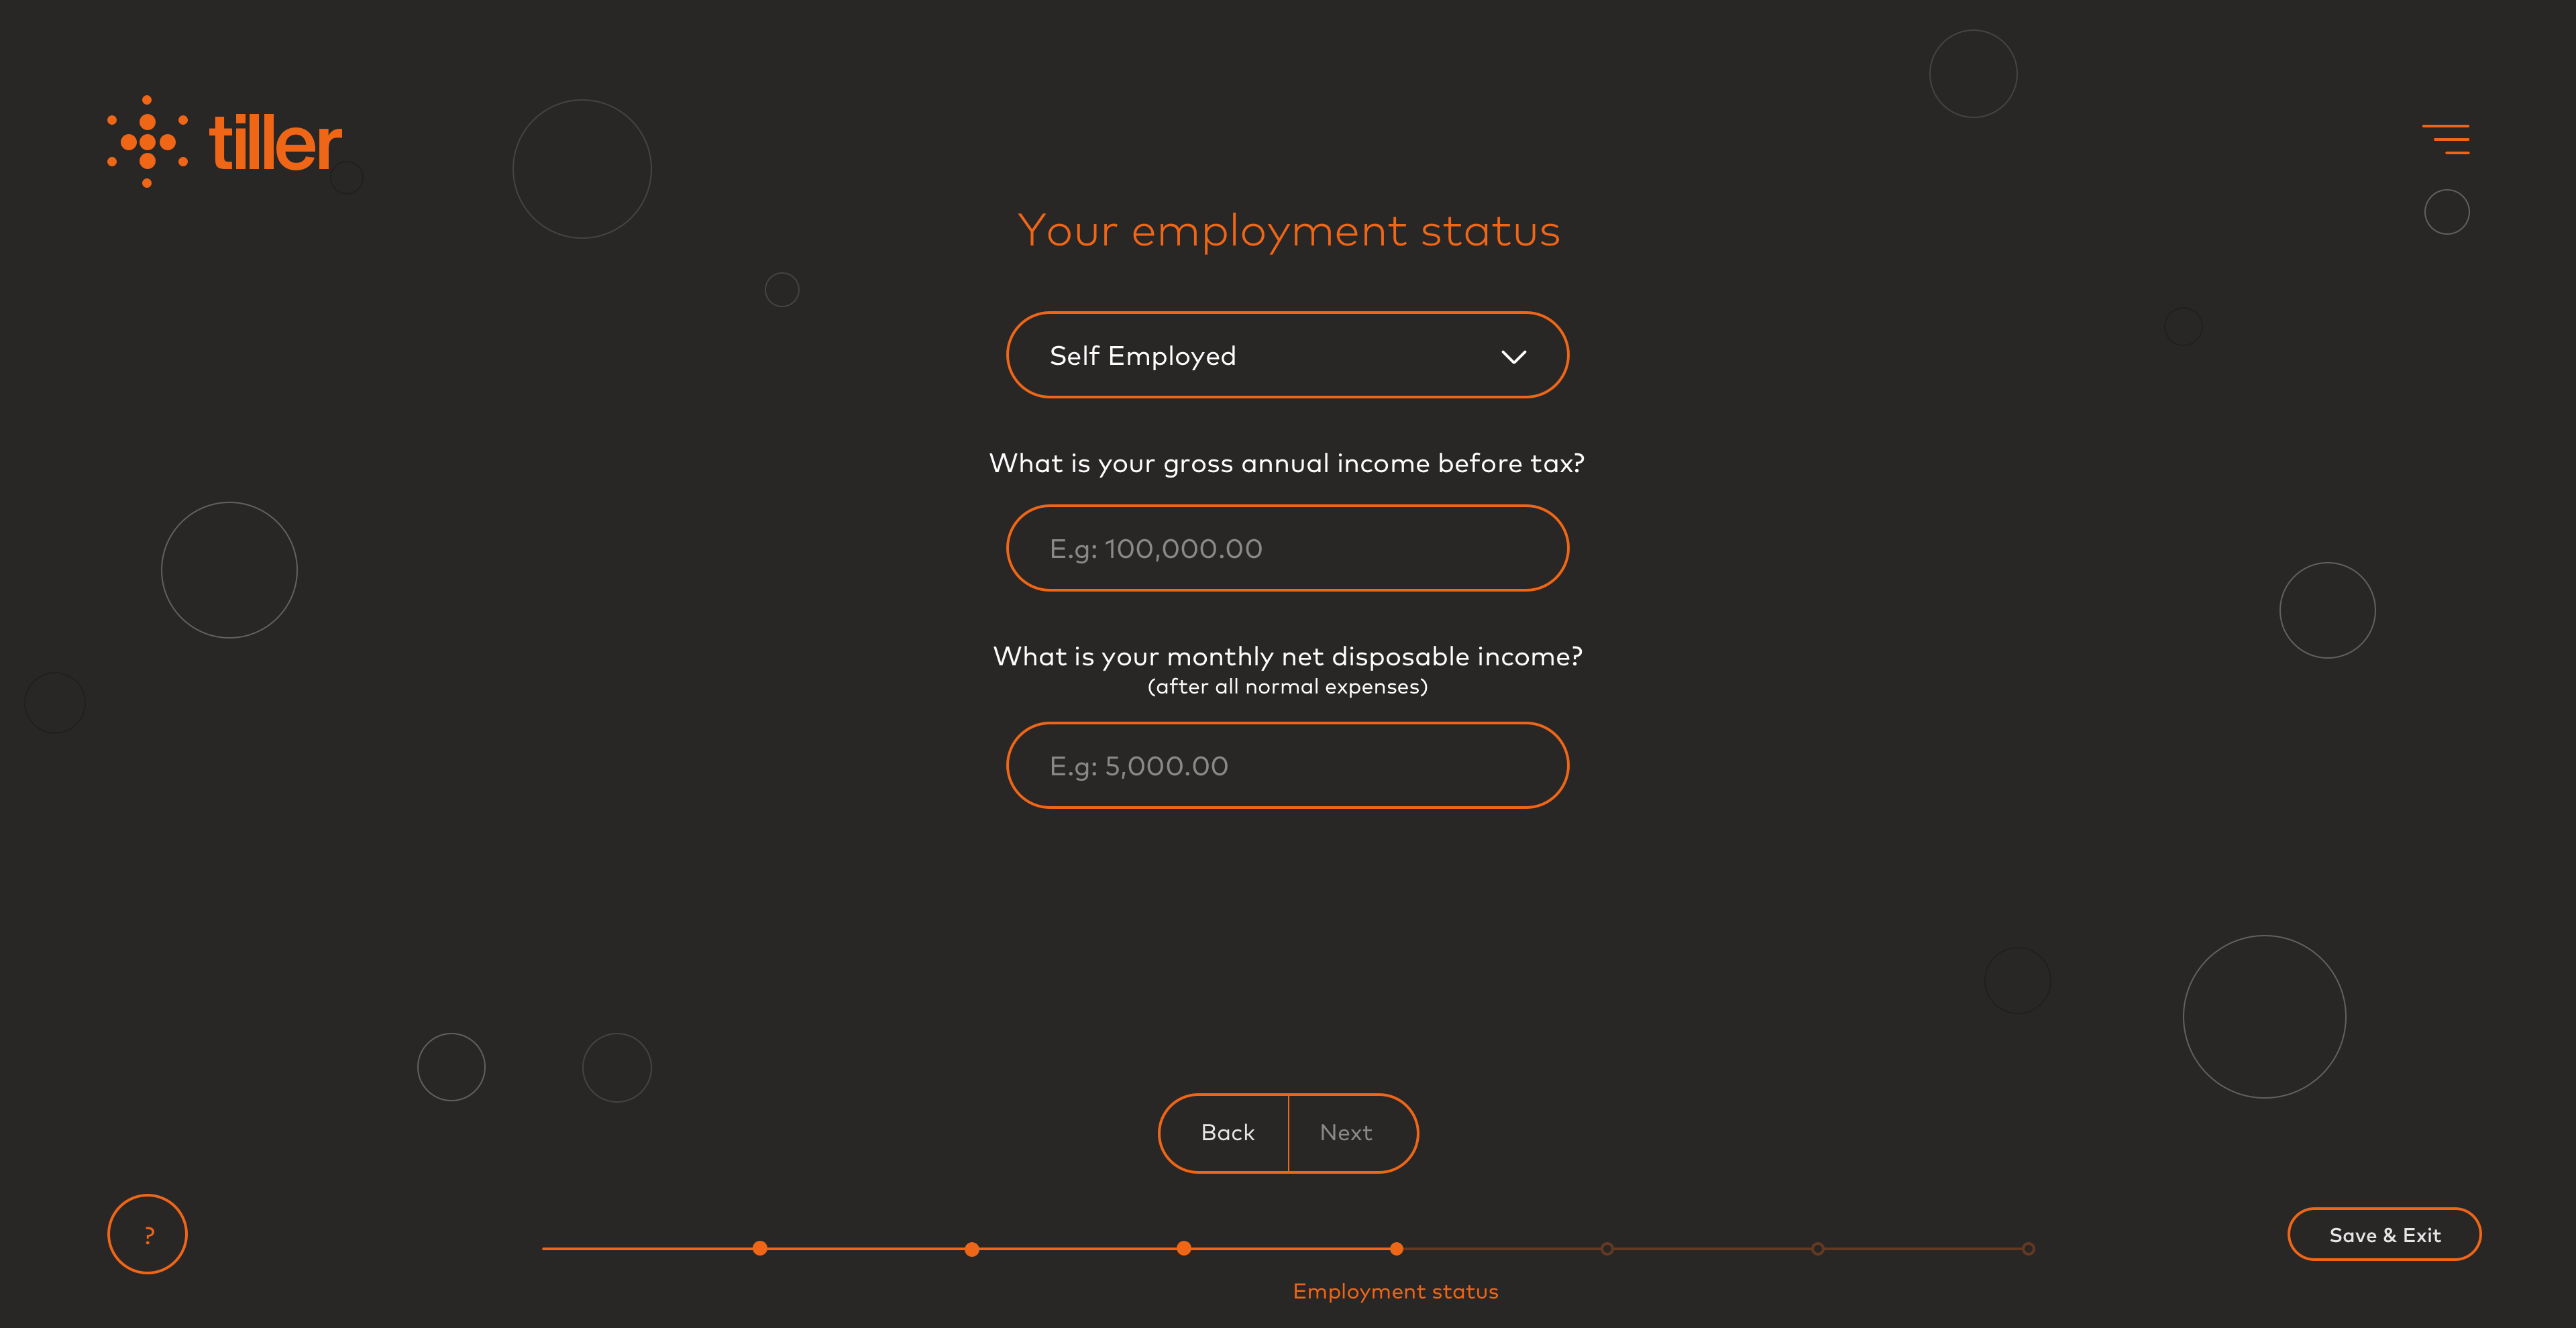 tiller
Your employment status
Self Employed
What is your gross annual income before tax?
E.g: 100,000.00
What is your monthly net disposable income?
(after all normal expenses)
E.g: 5,000.00
Back
Next
?
Save & Exit
Employment status